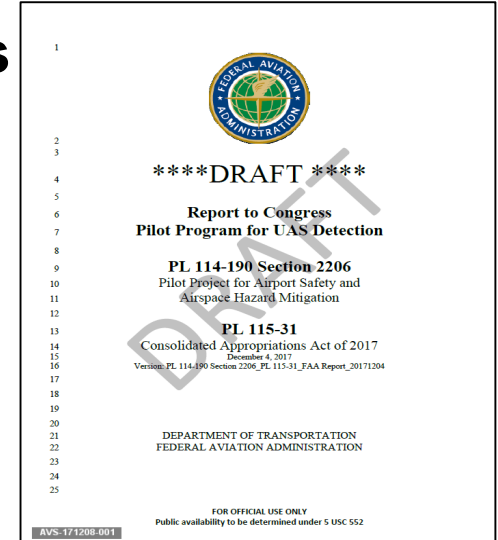 s
1
FEDERAL AVIATION
ADMINISTRATION
2
3
4 ****DRAFT ****
5
6 Report to Congress
7 Pilot Program for UAS Detection
8
9 PL 114-190 Section 2206
10 Pilot Project for Airport Safety and
11 Airspace Hazard Mitigation
12
13 PL 115-31
14 Consolidated Appropriations Act of 2017
15 December 4, 2017
16 Version: PL 114-190 Section 2206_PL 115-31_FAA Report_20171204
17
18
19
20
21 DEPARTMENT OF TRANSPORTATION
22 FEDERAL AVIATION ADMINISTRATION
23
24
25
DRAFT
FOR OFFICIAL USE ONLY
Public availability to be determined under 5 USC 552
AVS-171208-001